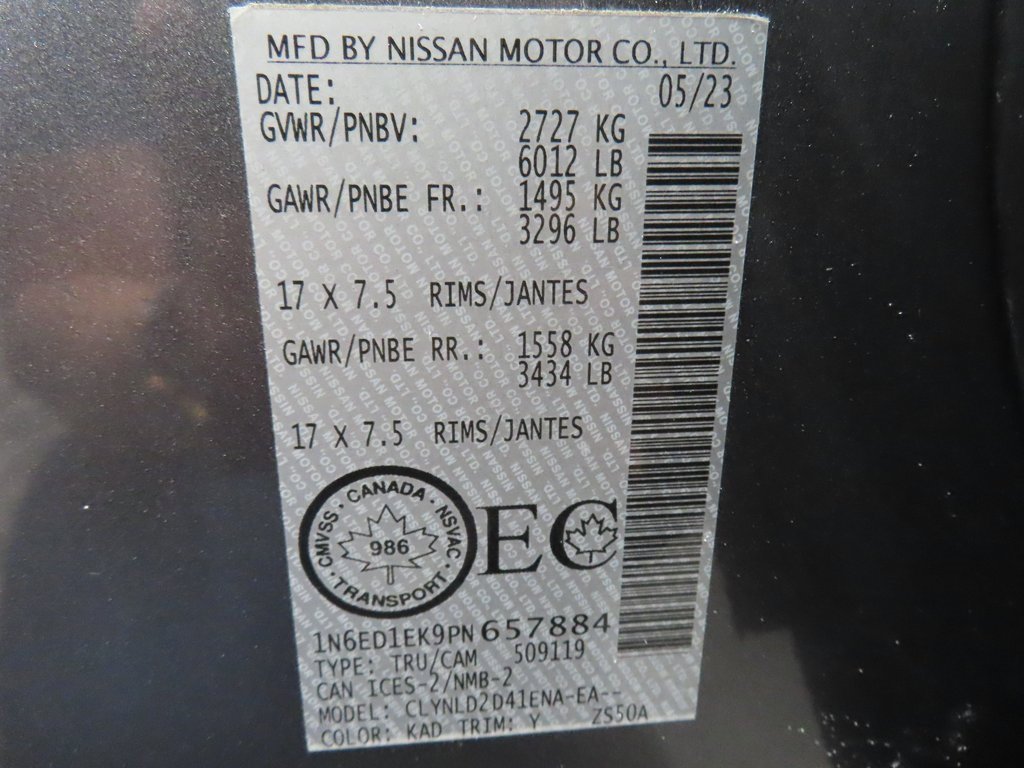 MFD BY NISSAN MOTOR CO., LTD.
DATE: 05/23
GVWR/PNBV: 2727 KG
6012 LB
GAWR/PNBE FR.: 1495 KG
3296 LB
17 X 7.5 RIMS/JANTES
GAWR/PNBE RR.: 1558 KG
3434 LB
17 X 7.5 RIMS/JANTES
CMVSS · CANADA · NSVAC · TRANSPORT ·
986
EC
1N6ED1EK9PN657884
TYPE: TRU/CAM 509119
CAN ICES-2/NMB-2
MODEL: CLYNLD2D41ENA-EA--
COLOR: KAD TRIM: Y ZS50A